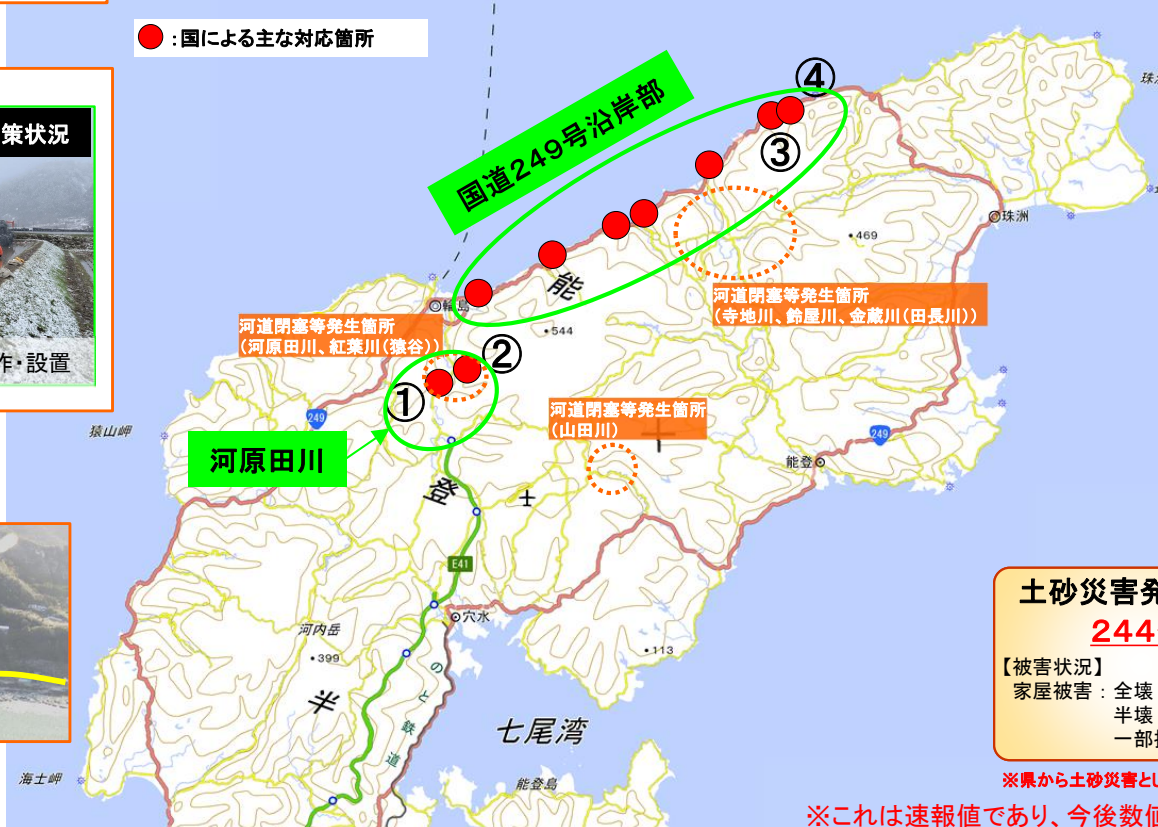 ：国による主な対応箇所
策状況
作・設置
国道249号沿岸部
④
③
珠洲
・469
能
輪島
・544
河道閉塞等発生箇所
（寺地川、鈴屋川、金蔵川（田長川））
河道閉塞等発生箇所
（河原田川、紅葉川（猿谷））
②
①
249
猿山岬
河道閉塞等発生箇所
（山田川）
249
能登
河原田川
登
E41
穴水
河内岳
・399
・113
のと鉄道
半
七尾湾
能登島
海士岬
土砂災害発
244
【被害状況】
家屋被害：全壊
半壊
一部
※県から土砂災害とし
※これは速報値であり、今後数値